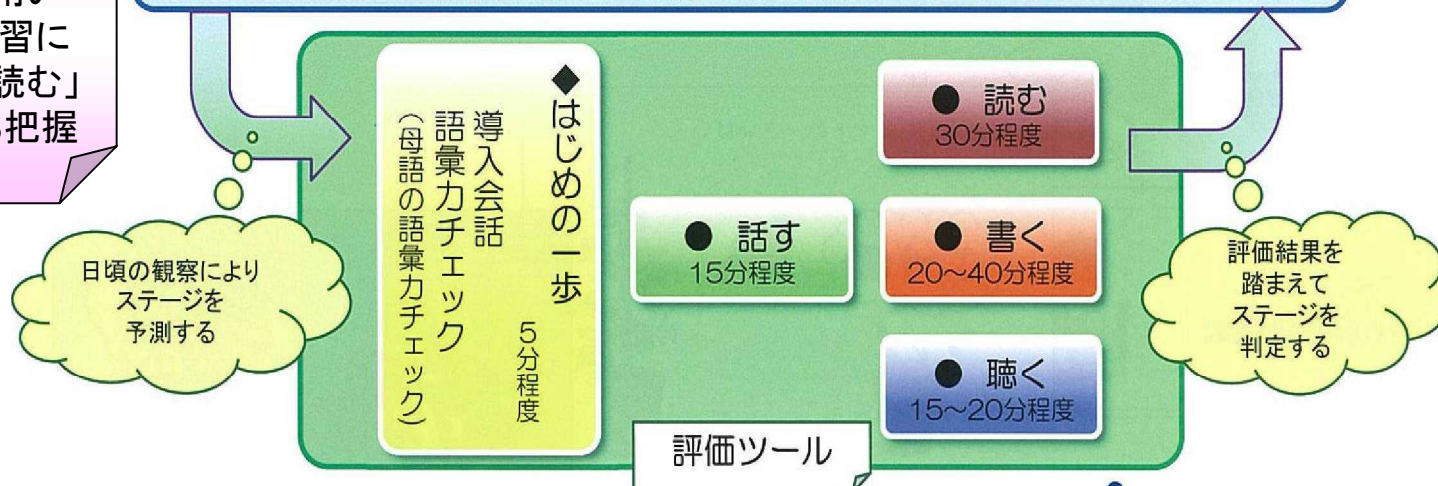 習に
読む」
把握
日頃の観察により
ステージを
予測する
◆はじめの一歩
5分程度
導入会話
語彙力チェック
(母語の語彙力チェック)
● 話す
15分程度
● 読む
30分程度
● 書く
20～40分程度
● 聴く
15～20分程度
評価ツール
評価結果を
踏まえて
ステージを
判定する